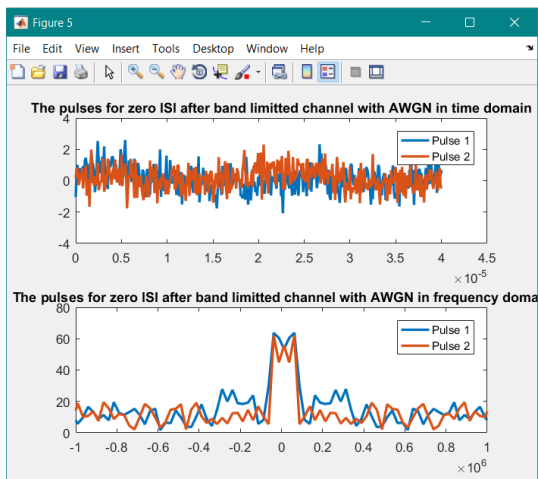 Figure 5
File Edit View Insert Tools Desktop Window Help
The pulses for zero ISI after band limitted channel with AWGN in time domain
4
2
0
-2
-4
Pulse 1
Pulse 2
0 0.5 1 1.5 2 2.5 3 3.5 4 4.5
×10^-5
The pulses for zero ISI after band limitted channel with AWGN in frequency doma
80
60
40
20
0
Pulse 1
Pulse 2
-1 -0.8 -0.6 -0.4 -0.2 0 0.2 0.4 0.6 0.8 1
×10^6